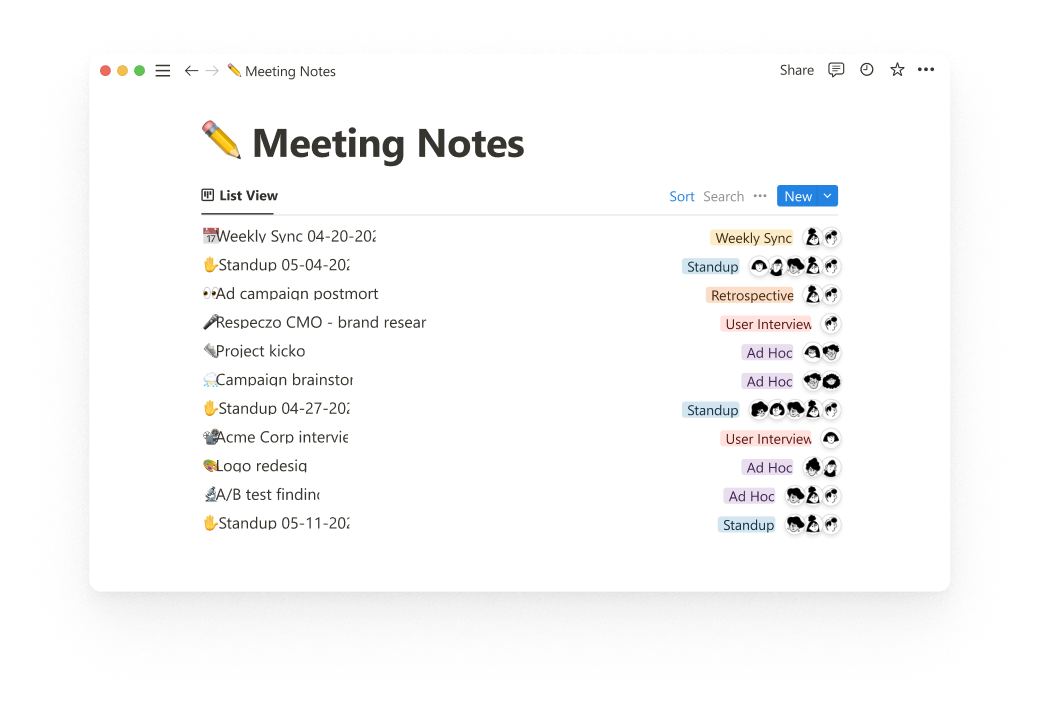 Meeting Notes
Share
Meeting Notes
List View
Sort Search New
Weekly Sync 04-20-202 Weekly Sync
Standup 05-04-202 Standup
Ad campaign postmort Retrospective
Respeczo CMO - brand resear User Interview
Project kicko Ad Hoc
Campaign brainstor Ad Hoc
Standup 04-27-202 Standup
Acme Corp intervie User Interview
Logo redesig Ad Hoc
A/B test finding Ad Hoc
Standup 05-11-202 Standup